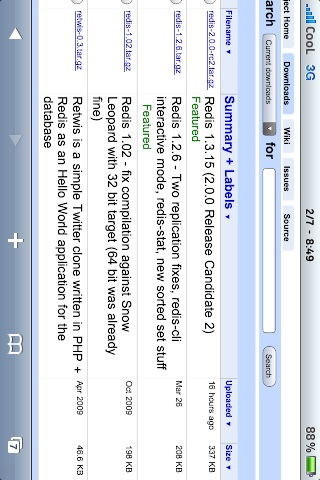 CooL 3G 2/7 - 8:49 88 %
ject Home Downloads Wiki Issues Source
arch Current downloads for Search
Filename Summary + Labels Uploaded Size
redis-2.0.0-rc2.tar.gz Redis 1.3.15 (2.0.0 Release Candidate 2) 16 hours ago 337 KB
Featured
redis-1.2.6.tar.gz Redis 1.2.6 - Two replication fixes, redis-cli Mar 26 208 KB
interactive mode, redis-stat, new sorted set stuff
Featured
redis-1.02.tar.gz Redis 1.02 - fix compilation against Snow Oct 2009 198 KB
Leopard with 32 bit target (64 bit was already
fine)
retwis-0.3.tar.gz Retwis is a simple Twitter clone written in PHP + Apr 2009 46.6 KB
Redis as an Hello World application for the
database
7